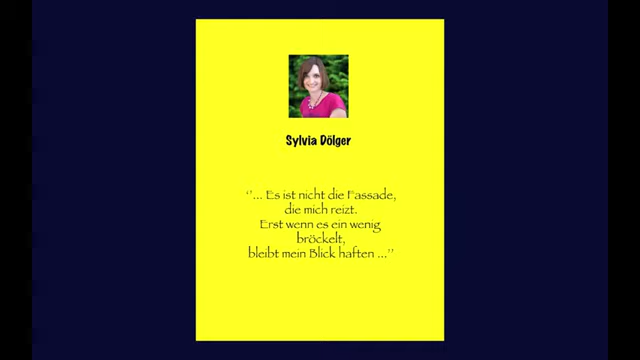 Sylvia Dölger
‘’... Es ist nicht die Fassade,
die mich reizt.
Erst wenn es ein wenig
bröckelt,
bleibt mein Blick haften ...’’